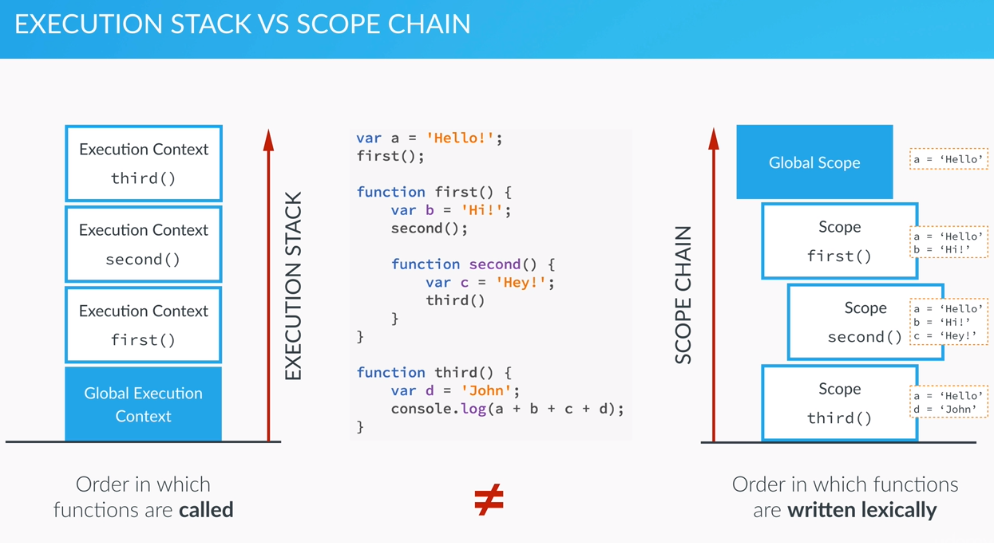 EXECUTION STACK VS SCOPE CHAIN
Execution Context
third()
Execution Context
second()
Execution Context
first()
Global Execution
Context
EXECUTION STACK
Order in which
functions are called
var a = 'Hello!';
first();
function first() {
var b = 'Hi!';
second();
function second() {
var c = 'Hey!';
third()
}
}
function third() {
var d = 'John';
console.log(a + b + c + d);
}
≠
SCOPE CHAIN
Global Scope
a = ‘Hello’
Scope
first()
a = ‘Hello’
b = ‘Hi!’
Scope
second()
a = ‘Hello’
b = ‘Hi!’
c = ‘Hey!’
Scope
third()
a = ‘Hello’
d = ‘John’
Order in which functions
are written lexically